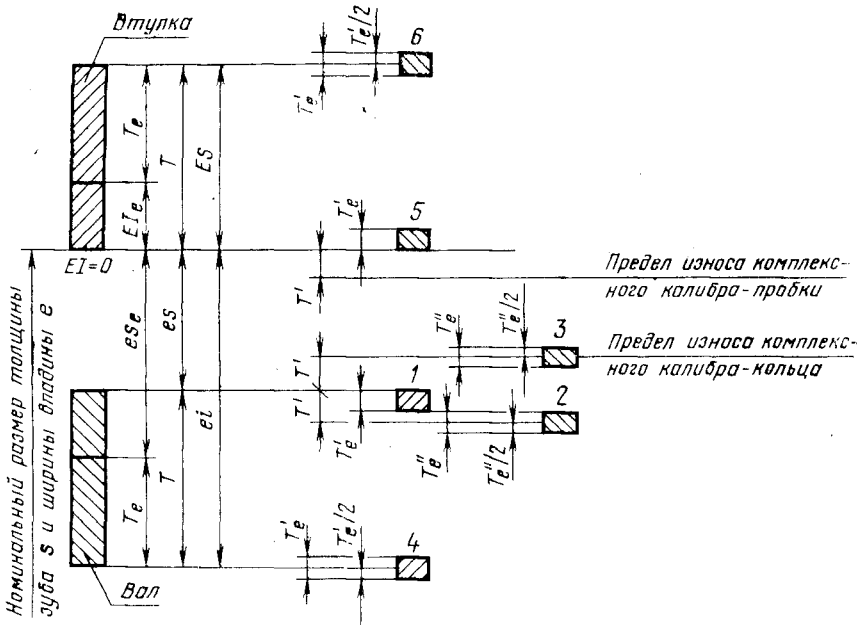 Втулка
6
T'e/2
T'e
Te
T
ES
EIe
T'e
5
EI=0
Предел износа комплекс-
ного калибра-пробки
T'
T''e
T''e/2
3
Предел износа комплекс-
ного калибра-кольца
ese
es
T'
1
2
T'
T'e
T''e
T''e/2
ei
Te
T
T'e
T'e/2
4
Вал
Номинальный размер толщины
зуба s и ширины впадины e